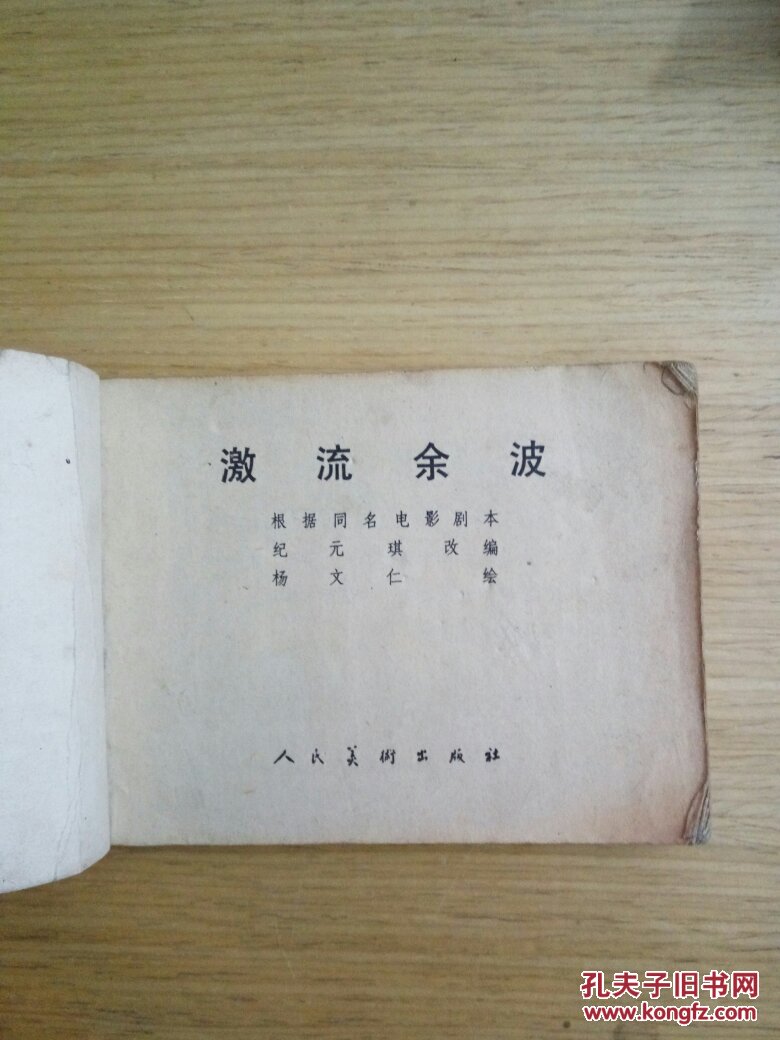 激流余波
根据同名电影剧本
纪元琪改编
杨文仁 绘
人民美術出版社
孔夫子旧书网
www.kongfz.com